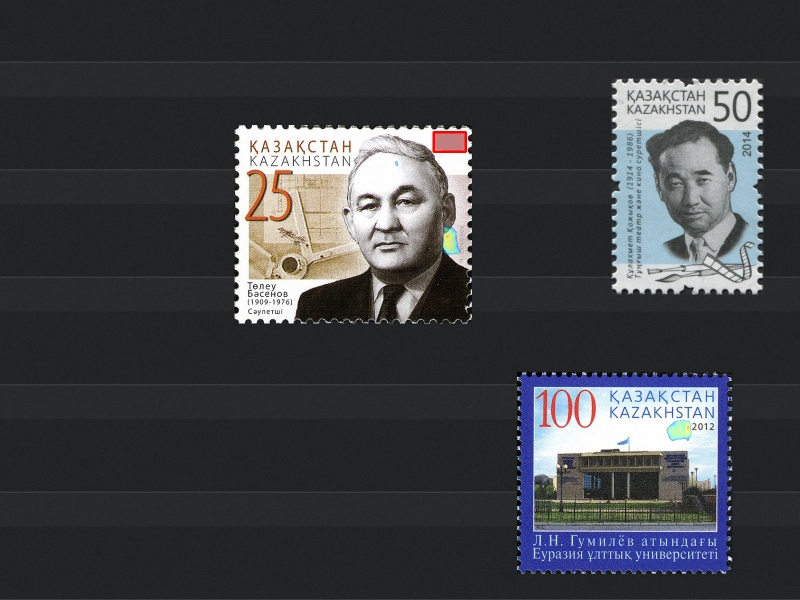 ҚАЗАҚСТАН
KAZAKHSTAN
25
Төлеу
Бәсенов
(1909-1976)
Сәулетші
ҚАЗАҚСТАН
KAZAKHSTAN
50
2014
Құлахмет Қожықов (1914 - 1986)
Тұңғыш театр және кино суретшісі
100
ҚАЗАҚСТАН
KAZAKHSTAN
2012
Л.Н. Гумилёв атындағы
Еуразия ұлттық университеті